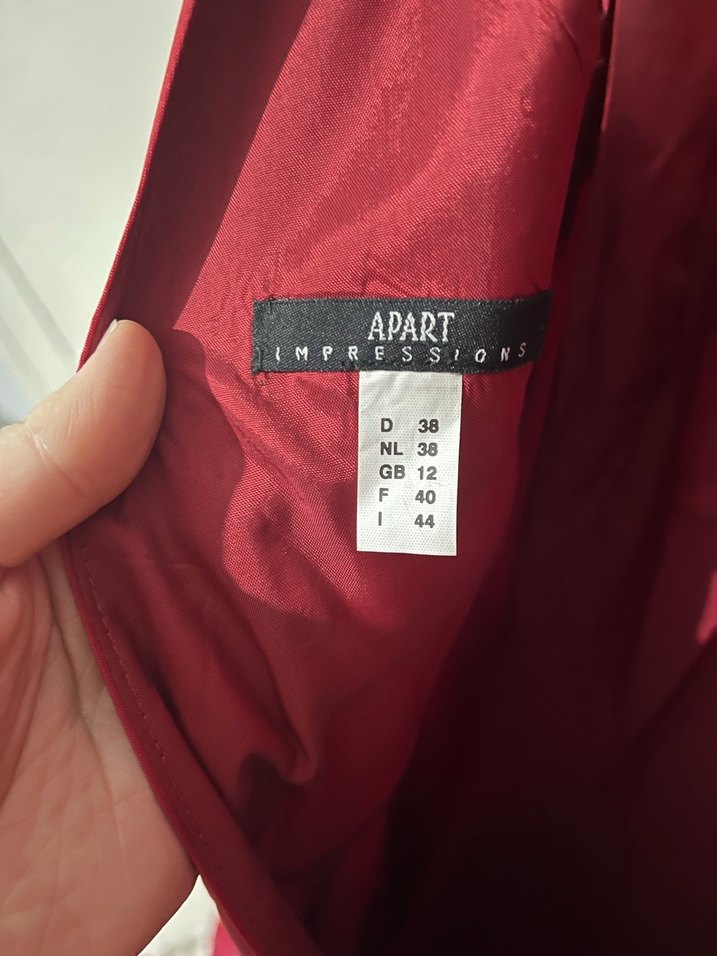 APART
IMPRESSIONS
D 38
NL 38
GB 12
F 40
I 44